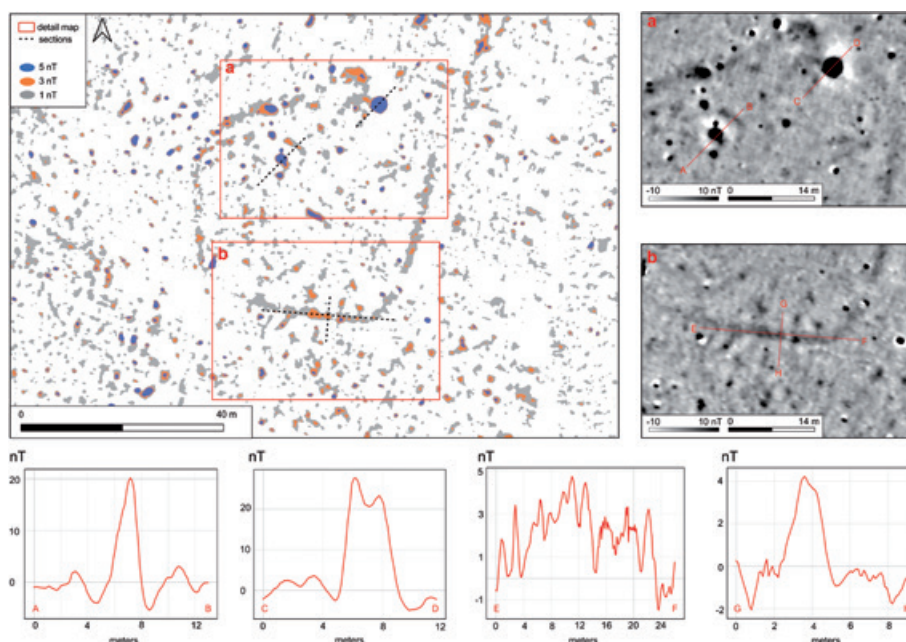 detail map
sections
5 nT
3 nT
1 nT
a
b
0 40 m
a
A
B
C
-10 10 nT 0 14 m
b
E
G
H
-10 10 nT 0 14 m
nT
20
10
0
A B
0 4 8 12
meters
nT
20
10
0
C D
0 4 8 12
meters
nT
5
3
1
-1
E F
0 4 8 12 16 20 24
meters
nT
4
2
0
-2
G
0 4 8
meters